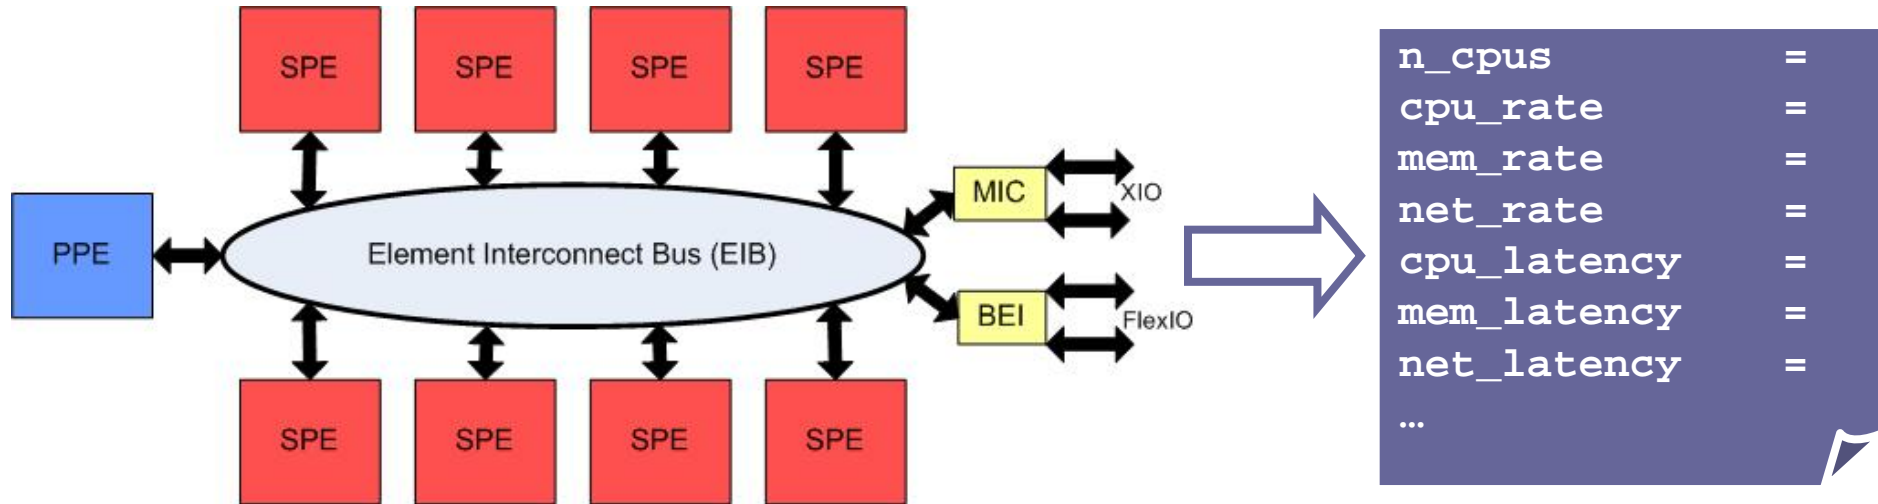 SPE SPE SPE SPE
MIC XIO
PPE Element Interconnect Bus (EIB)
BEI FlexIO
SPE SPE SPE SPE
n_cpus =
cpu_rate =
mem_rate =
net_rate =
cpu_latency =
mem_latency =
net_latency =
…